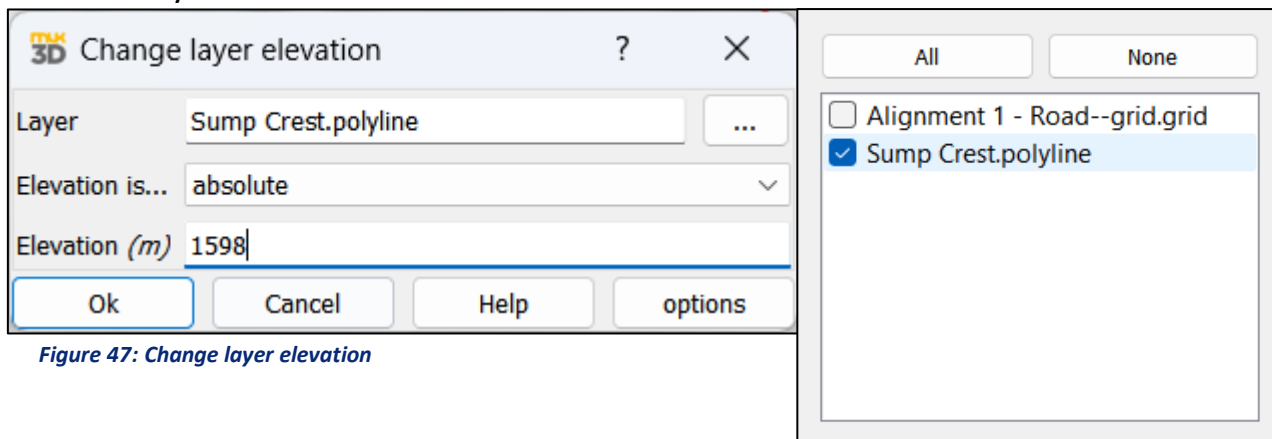 muk
3D Change layer elevation ? ×
Layer Sump Crest.polyline ...
Elevation is... absolute
Elevation (m) 1598
Ok Cancel Help options
Figure 47: Change layer elevation
All None
Alignment 1 - Road--grid.grid
Sump Crest.polyline